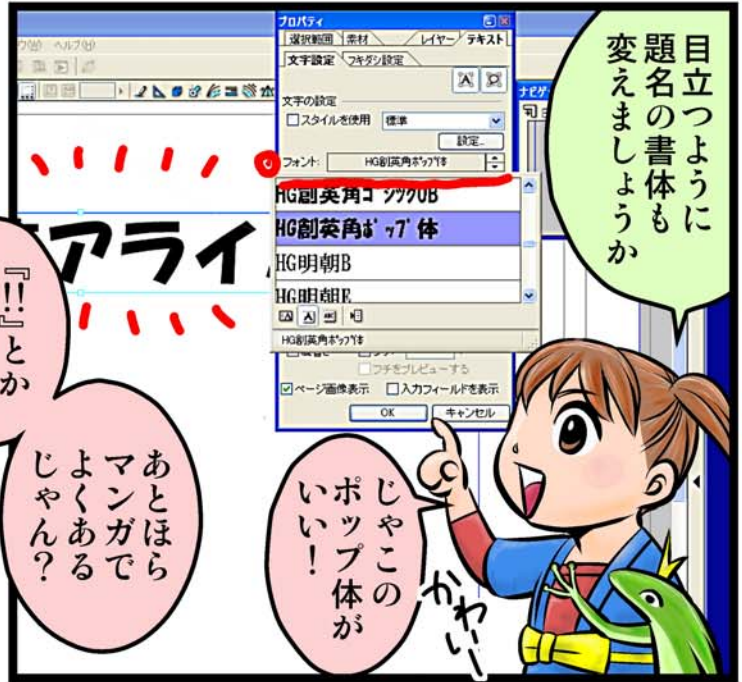 目立つように
題名の書体も
変えましょうか
プロパティ
選択範囲 素材 レイヤー テキスト
文字設定 フキダシ設定
文字の設定
スタイルを使用 標準
設定...
フォント: HG創英角ポップ体
HG創英角ゴシックUB
HG創英角ポップ体
HG明朝B
HG明朝E
HG創英角ポップ体
フチをプレビューする
ページ画像表示 入力フィールドを表示
OK キャンセル
ヘルプ(H)
アライ
じゃこの
ポップ体が
いい!
かわいー
あとほら
マンガで
よくある
じゃん?
『!!』とか